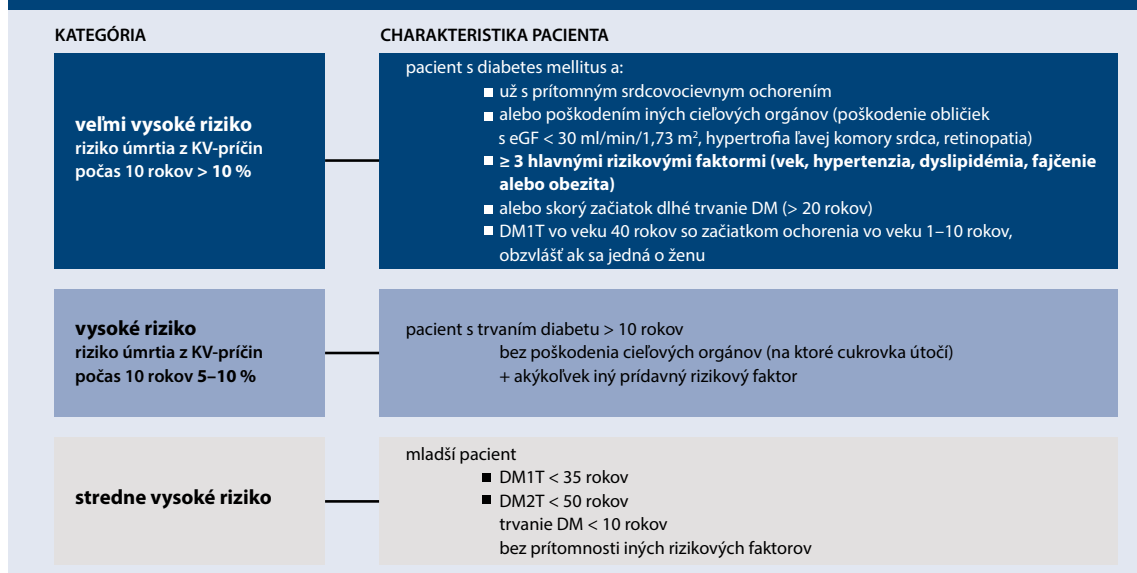 KATEGÓRIA
CHARAKTERISTIKA PACIENTA
veľmi vysoké riziko
riziko úmrtia z KV-príčin
počas 10 rokov > 10 %
pacient s diabetes mellitus a:
■ už s prítomným srdcovocievnym ochorením
■ alebo poškodením iných cieľových orgánov (poškodenie obličiek
s eGF < 30 ml/min/1,73 m², hypertrofia ľavej komory srdca, retinopatia)
■ ≥ 3 hlavnými rizikovými faktormi (vek, hypertenzia, dyslipidémia, fajčenie
alebo obezita)
■ alebo skorý začiatok dlhé trvanie DM (> 20 rokov)
■ DM1T vo veku 40 rokov so začiatkom ochorenia vo veku 1–10 rokov,
obzvlášť ak sa jedná o ženu
vysoké riziko
riziko úmrtia z KV-príčin
počas 10 rokov 5–10 %
pacient s trvaním diabetu > 10 rokov
bez poškodenia cieľových orgánov (na ktoré cukrovka útočí)
+ akýkoľvek iný prídavný rizikový faktor
stredne vysoké riziko
mladší pacient
■ DM1T < 35 rokov
■ DM2T < 50 rokov
trvanie DM < 10 rokov
bez prítomnosti iných rizikových faktorov